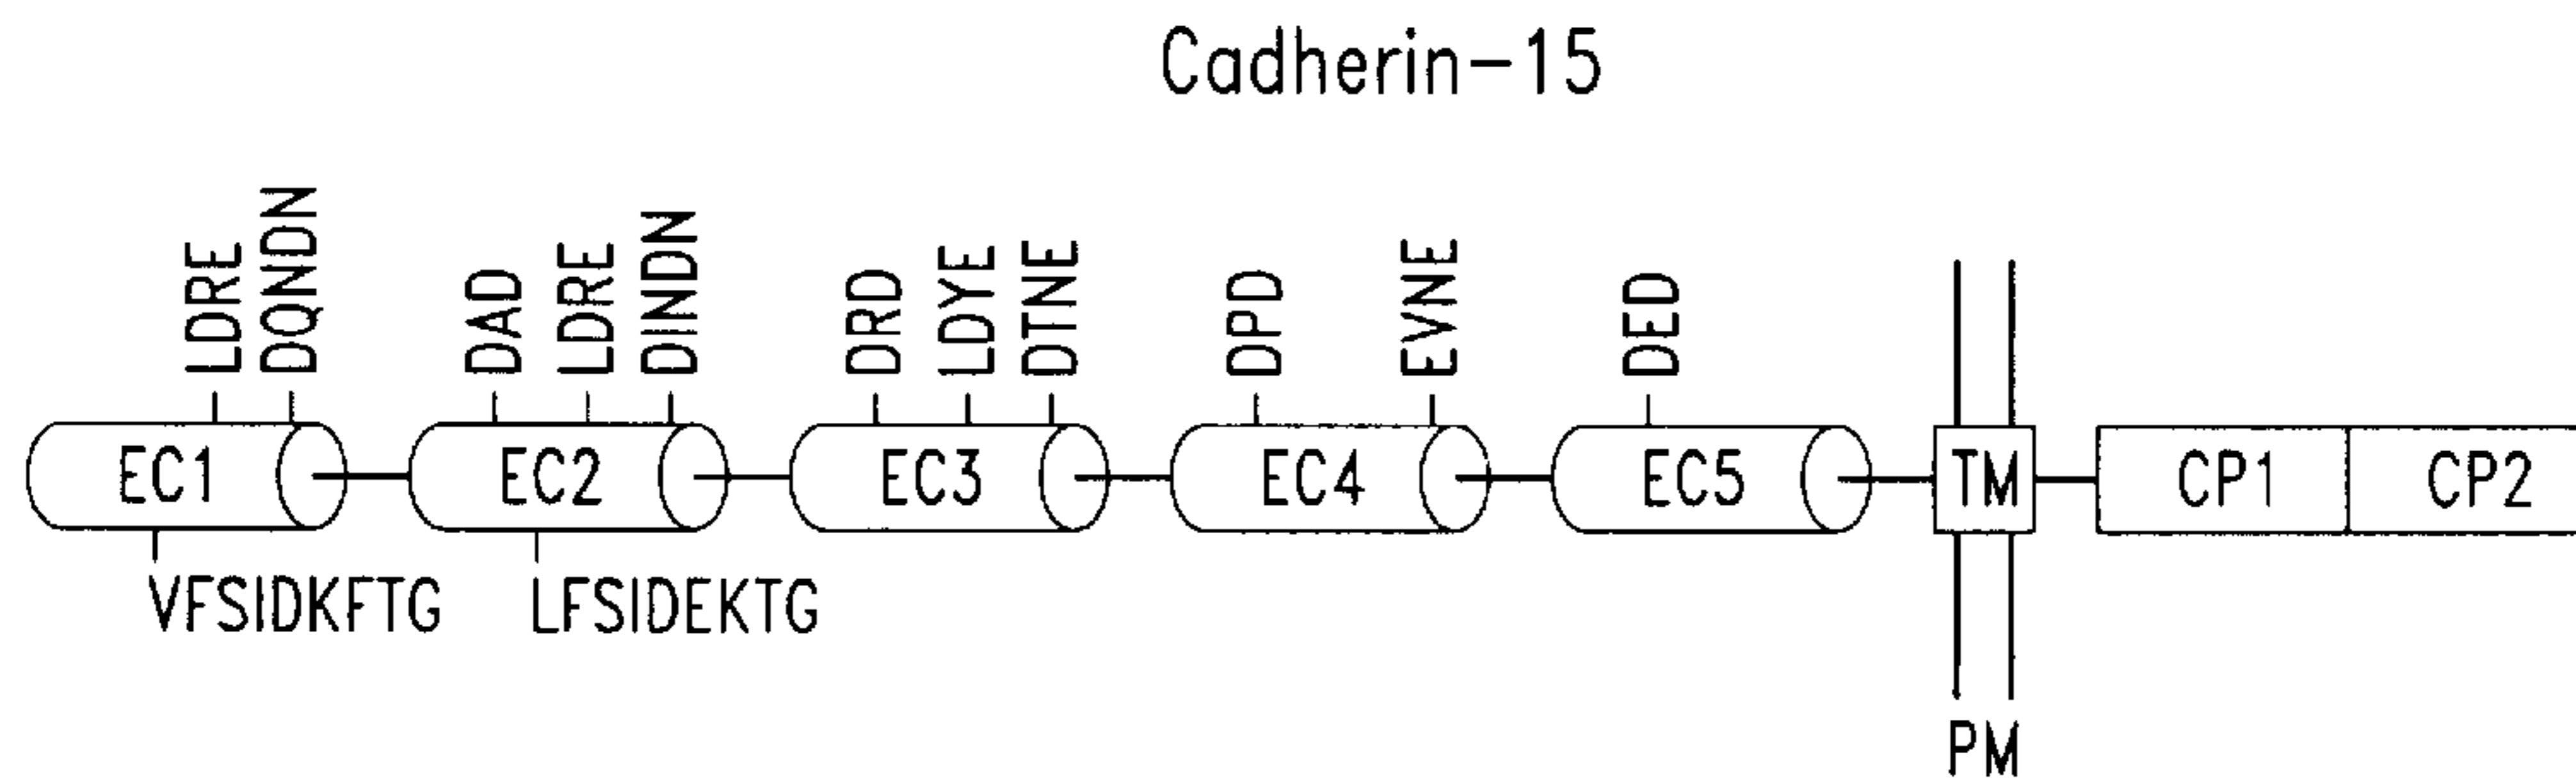 Cadherin-15
LDRE
DQNDN
DAD
LDRE
DINDN
DRD
LDYE
DTNE
DPD
EVNE
DED
EC1
EC2
EC3
EC4
EC5
TM
CP1
CP2
VFSIDKFTG
LFSIDEKTG
PM